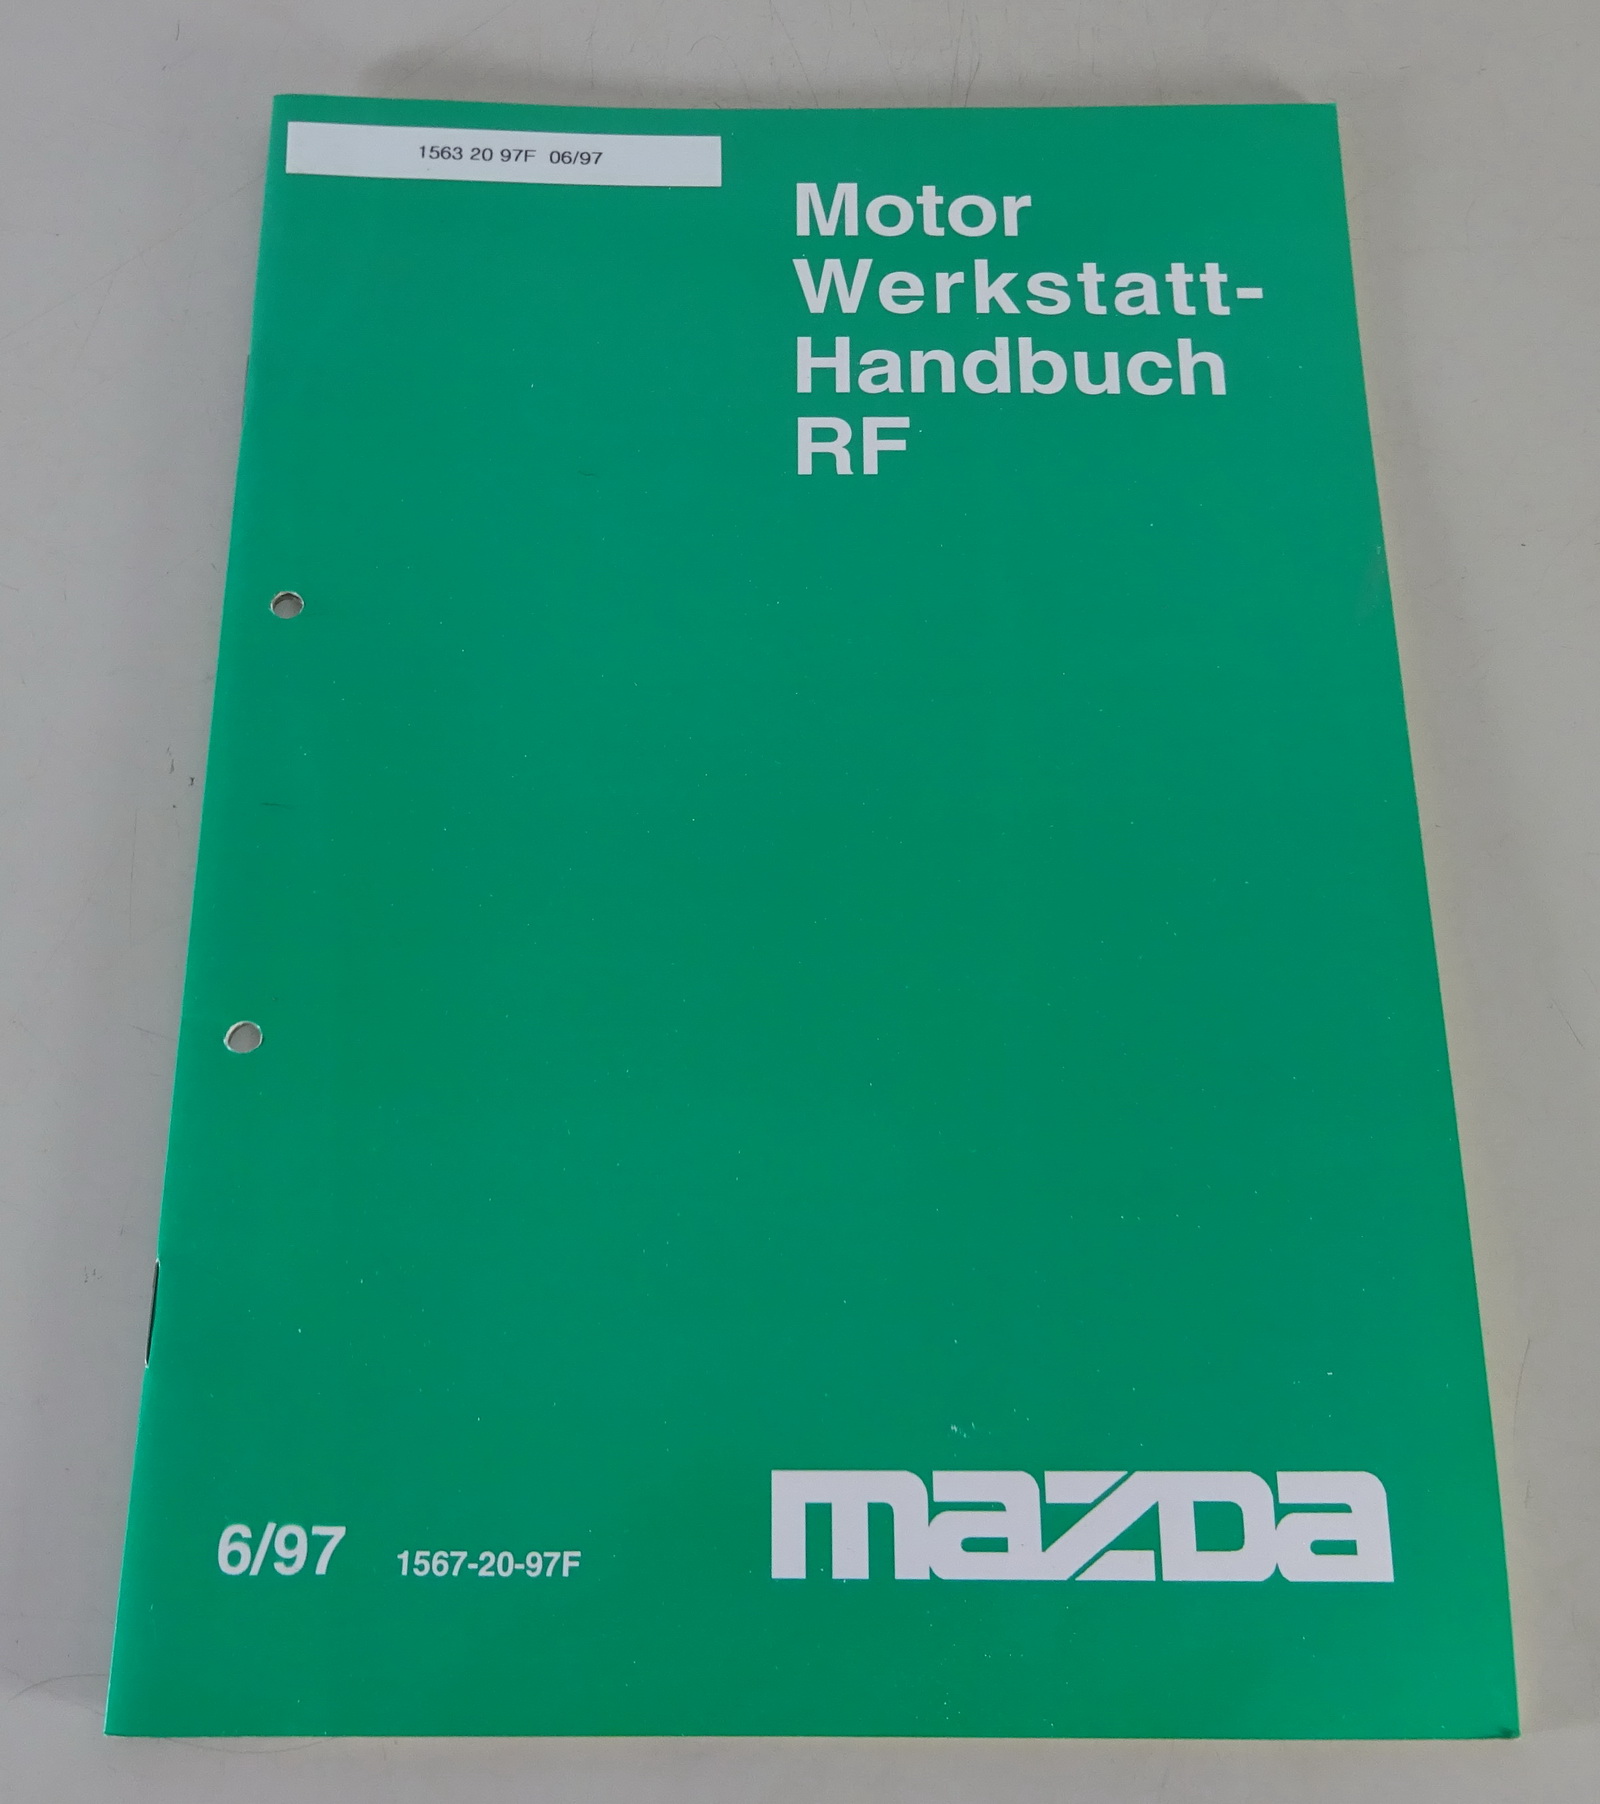 1563 20 97F 06/97
Motor
Werkstatt-
Handbuch
RF
6/97 1567-20-97F
mazda